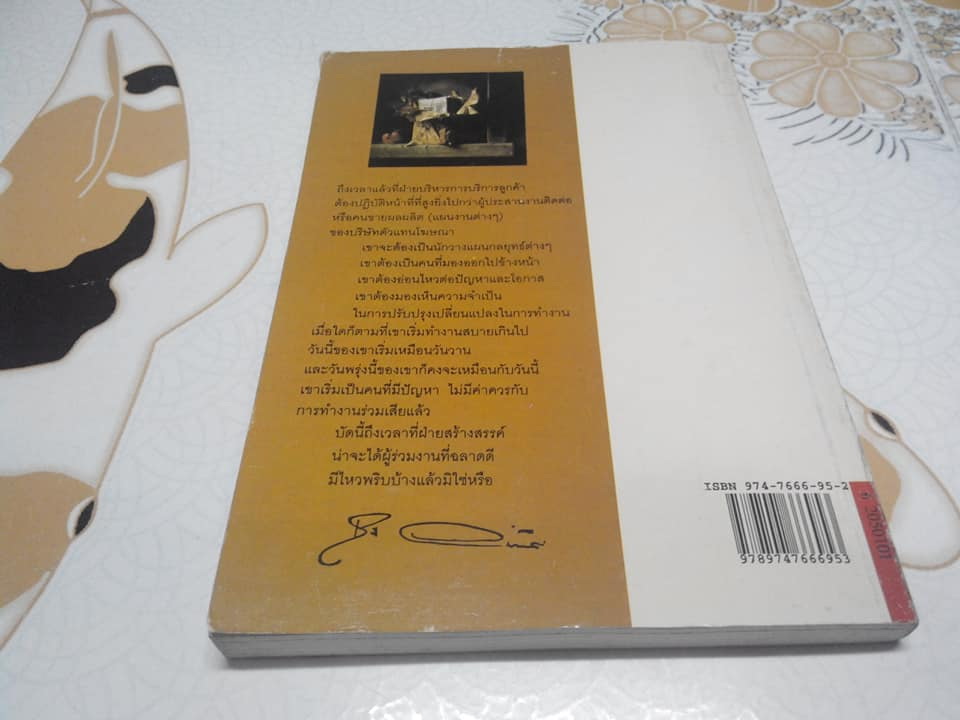 ถึงเวลาแล้วที่ฝ่ายบริหารการบริการลูกค้า
ต้องปฏิบัติหน้าที่ที่สูงยิ่งไปกว่าผู้ประสานงานติดต่อ
หรือคนขายผลผลิต (แผนงานต่างๆ)
ของบริษัทตัวแทนโฆษณา
เขาจะต้องเป็นนักวางแผนกลยุทธ์ต่างๆ
เขาต้องเป็นคนที่มองออกไปข้างหน้า
เขาต้องอ่อนไหวต่อปัญหาและโอกาส
เขาต้องมองเห็นความจำเป็น
ในการปรับปรุงเปลี่ยนแปลงในการทำงาน
เมื่อใดก็ตามที่เขาเริ่มทำงานสบายเกินไป
วันนี้ของเขาเริ่มเหมือนวันวาน
และวันพรุ่งนี้ของเขาก็คงจะเหมือนกับวันนี้
เขาเริ่มเป็นคนที่มีปัญหา ไม่มีค่าควรกับ
การทำงานร่วมเสียแล้ว
บัดนี้ถึงเวลาที่ฝ่ายสร้างสรรค์
น่าจะได้ผู้ร่วมงานที่ฉลาดดี
มีไหวพริบบ้างแล้วมิใช่หรือ
ISBN 974-7666-95-2
9789747666953